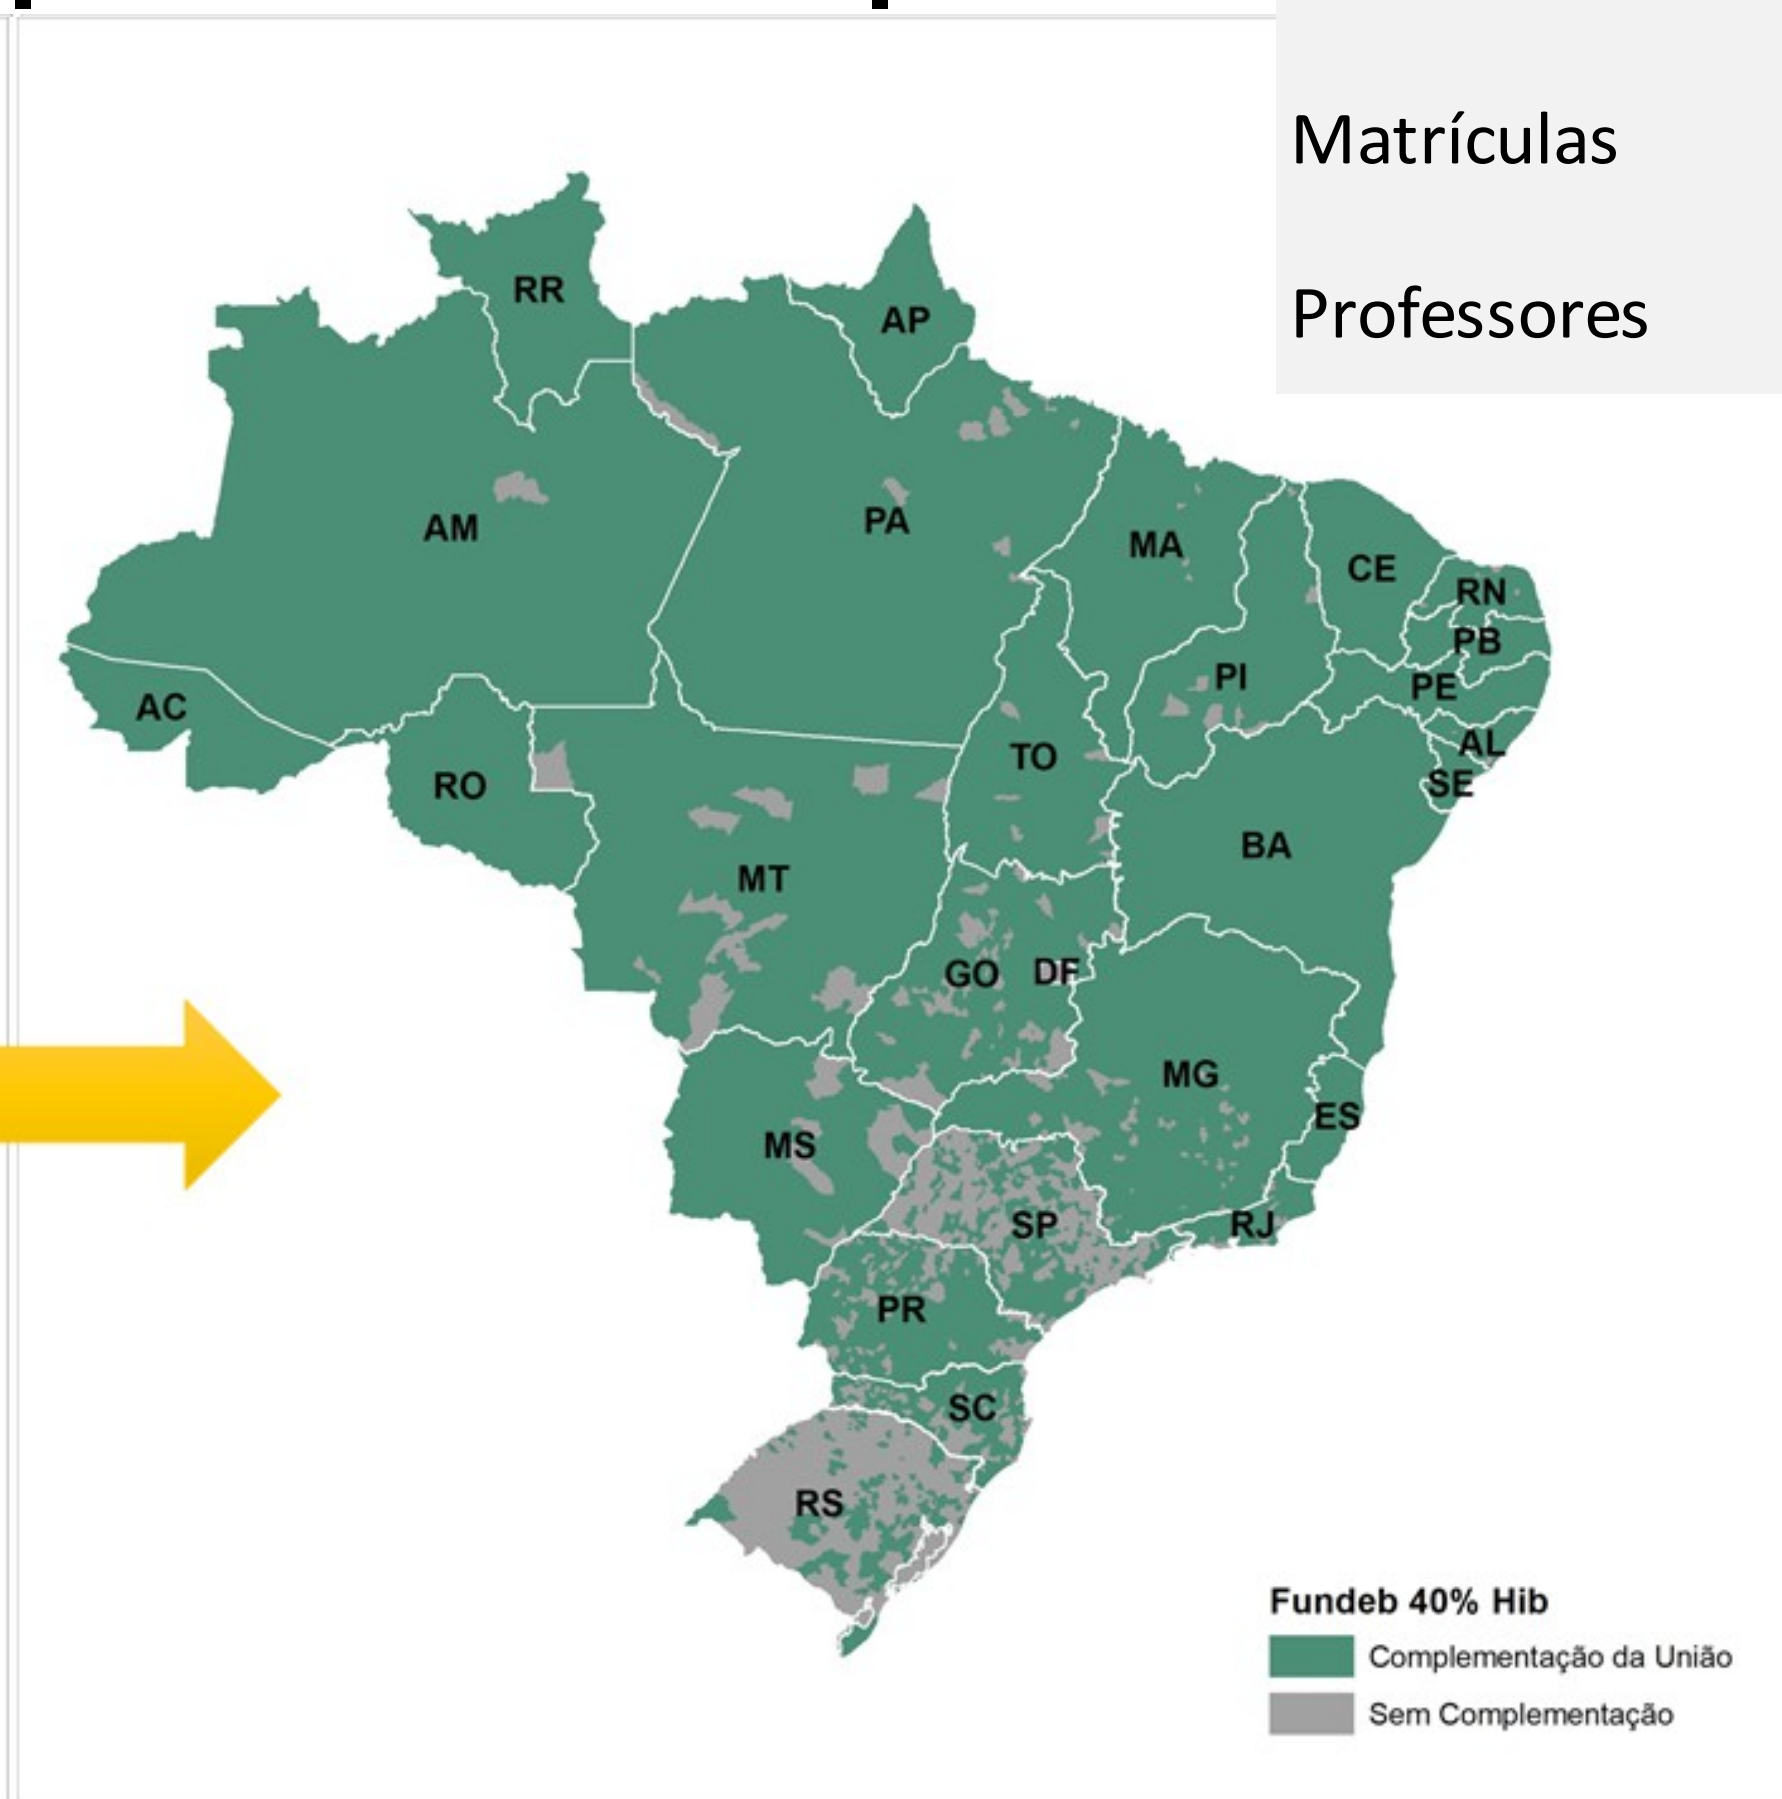 Matrículas
Professores
RR
AP
AM
PA
MA
CE
RN
PB
PI
PE
AC
AL
TO
SE
RO
BA
MT
GO
DF
MG
ES
MS
SP
RJ
PR
SC
RS
Fundeb 40% Hib
Complementação da União
Sem Complementação